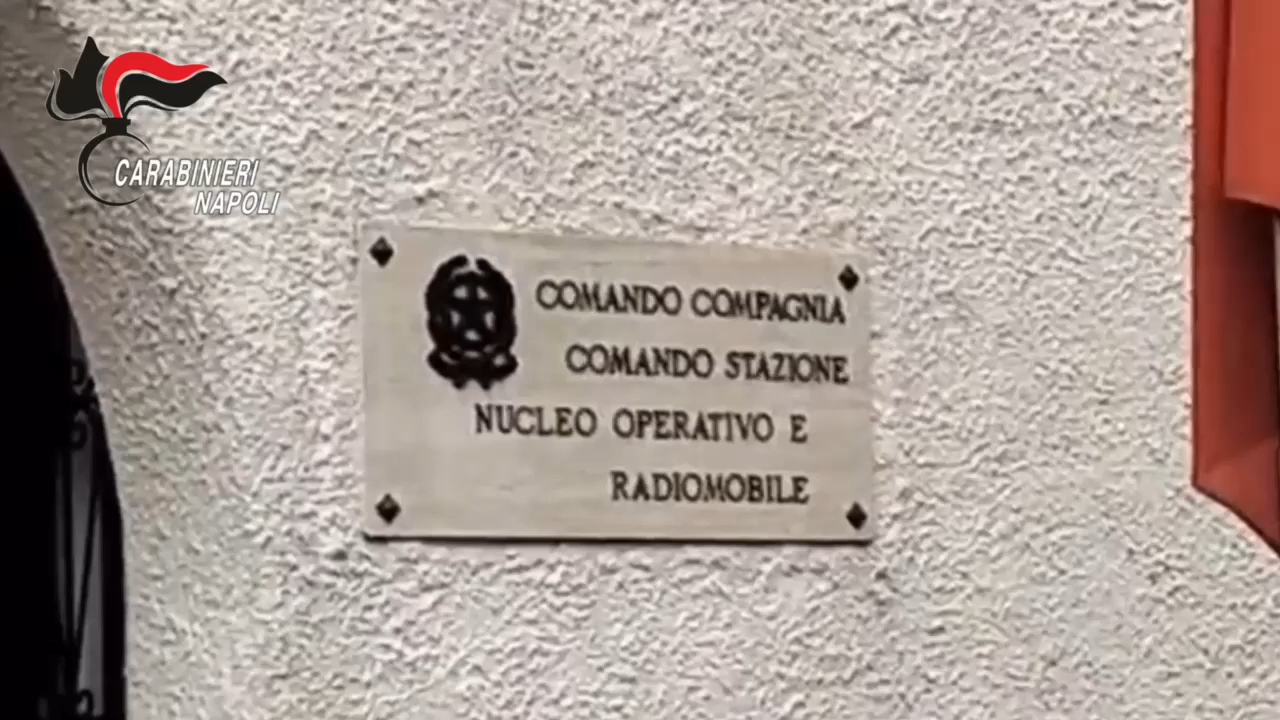 CARABINIERI
NAPOLI
COMANDO COMPAGNIA
COMANDO STAZIONE
NUCLEO OPERATIVO E
RADIOMOBILE